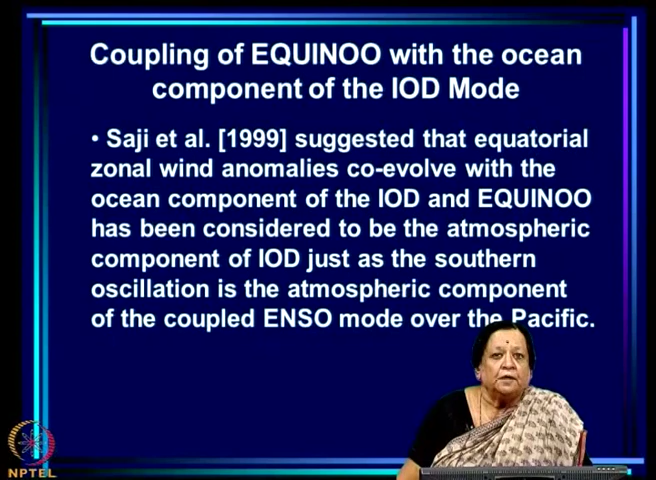 Coupling of EQUINOO with the ocean
component of the IOD Mode
• Saji et al. [1999] suggested that equatorial
zonal wind anomalies co-evolve with the
ocean component of the IOD and EQUINOO
has been considered to be the atmospheric
component of IOD just as the southern
oscillation is the atmospheric component
of the coupled ENSO mode over the Pacific.
NPTEL